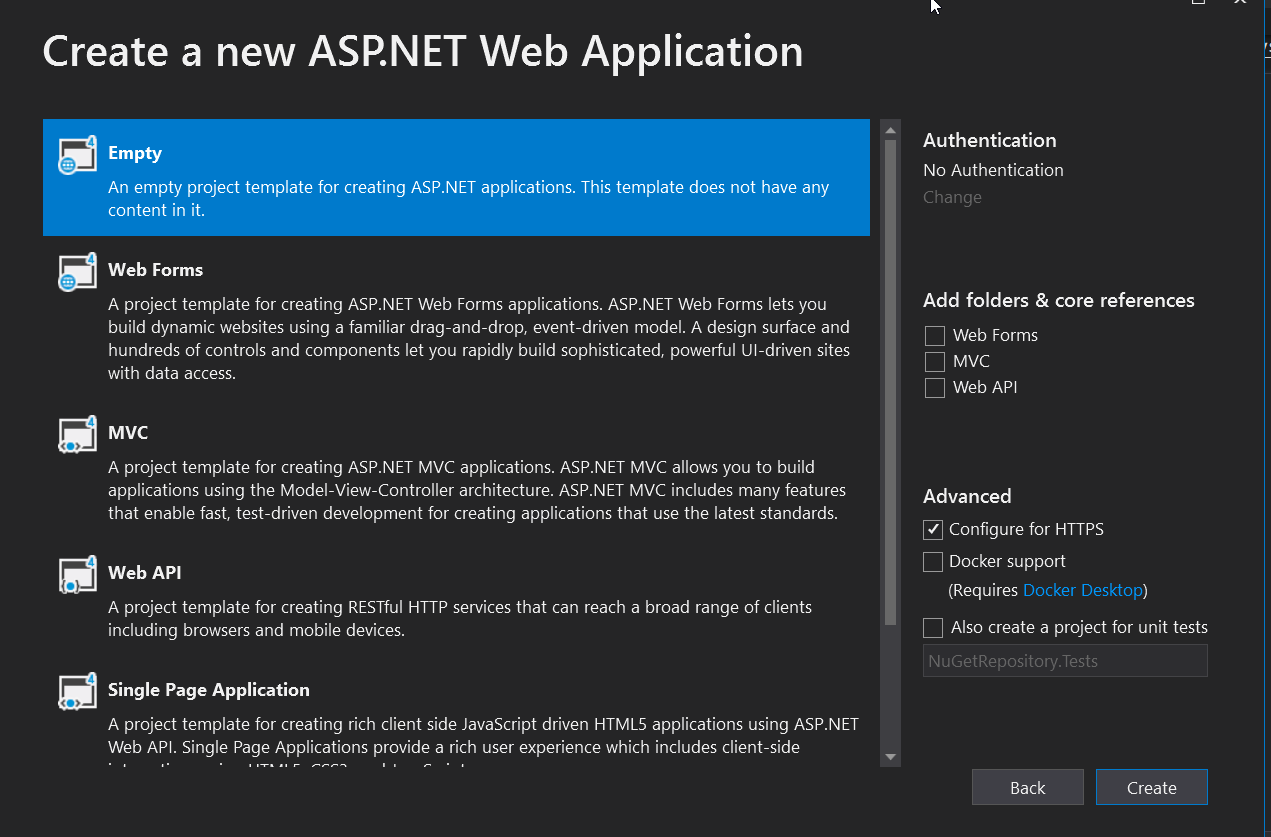 Create a new ASP.NET Web Application
Empty
An empty project template for creating ASP.NET applications. This template does not have any
content in it.
Web Forms
A project template for creating ASP.NET Web Forms applications. ASP.NET Web Forms lets you
build dynamic websites using a familiar drag-and-drop, event-driven model. A design surface and
hundreds of controls and components let you rapidly build sophisticated, powerful UI-driven sites
with data access.
MVC
A project template for creating ASP.NET MVC applications. ASP.NET MVC allows you to build
applications using the Model-View-Controller architecture. ASP.NET MVC includes many features
that enable fast, test-driven development for creating applications that use the latest standards.
Web API
A project template for creating RESTful HTTP services that can reach a broad range of clients
including browsers and mobile devices.
Single Page Application
A project template for creating rich client side JavaScript driven HTML5 applications using ASP.NET
Web API. Single Page Applications provide a rich user experience which includes client-side
Authentication
No Authentication
Change
Add folders & core references
Web Forms
MVC
Web API
Advanced
Configure for HTTPS
Docker support
(Requires Docker Desktop)
Also create a project for unit tests
NuGetRepository.Tests
Back
Create